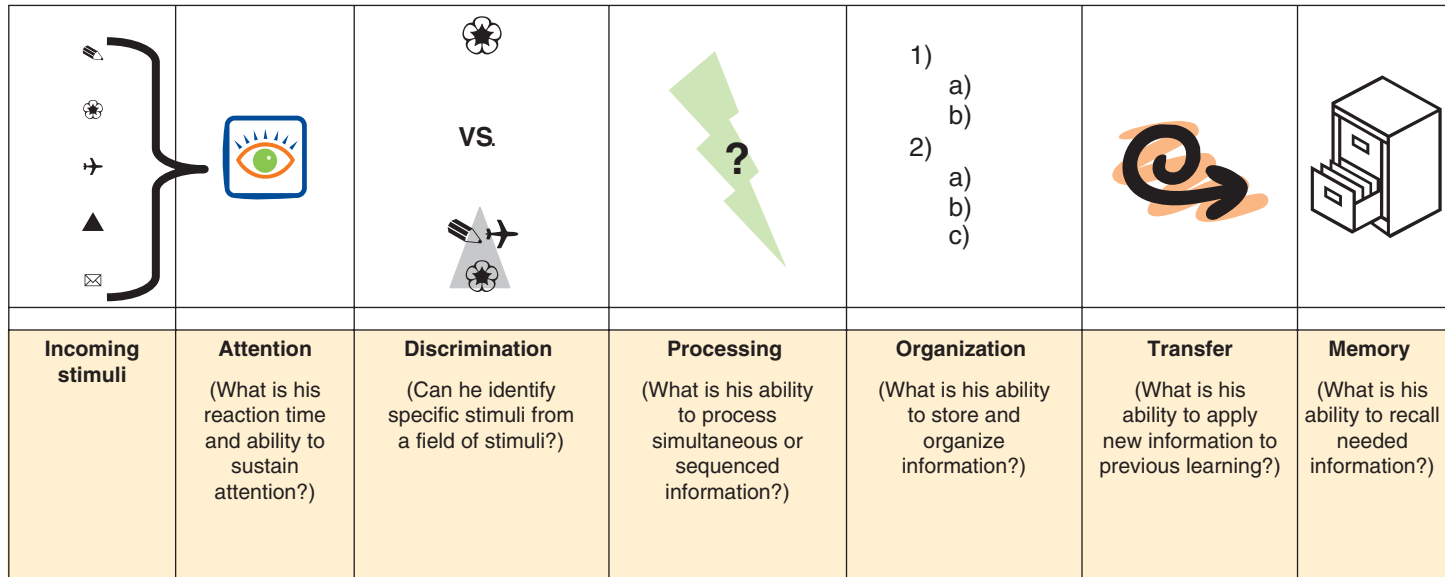 VS.
?
1)
a)
b)
2)
a)
b)
c)
Incoming
stimuli
Attention
(What is his
reaction time
and ability to
sustain
attention?)
Discrimination
(Can he identify
specific stimuli from
a field of stimuli?)
Processing
(What is his ability
to process
simultaneous or
sequenced
information?)
Organization
(What is his ability
to store and
organize
information?)
Transfer
(What is his
ability to apply
new information to
previous learning?)
Memory
(What is his
ability to recall
needed
information?)